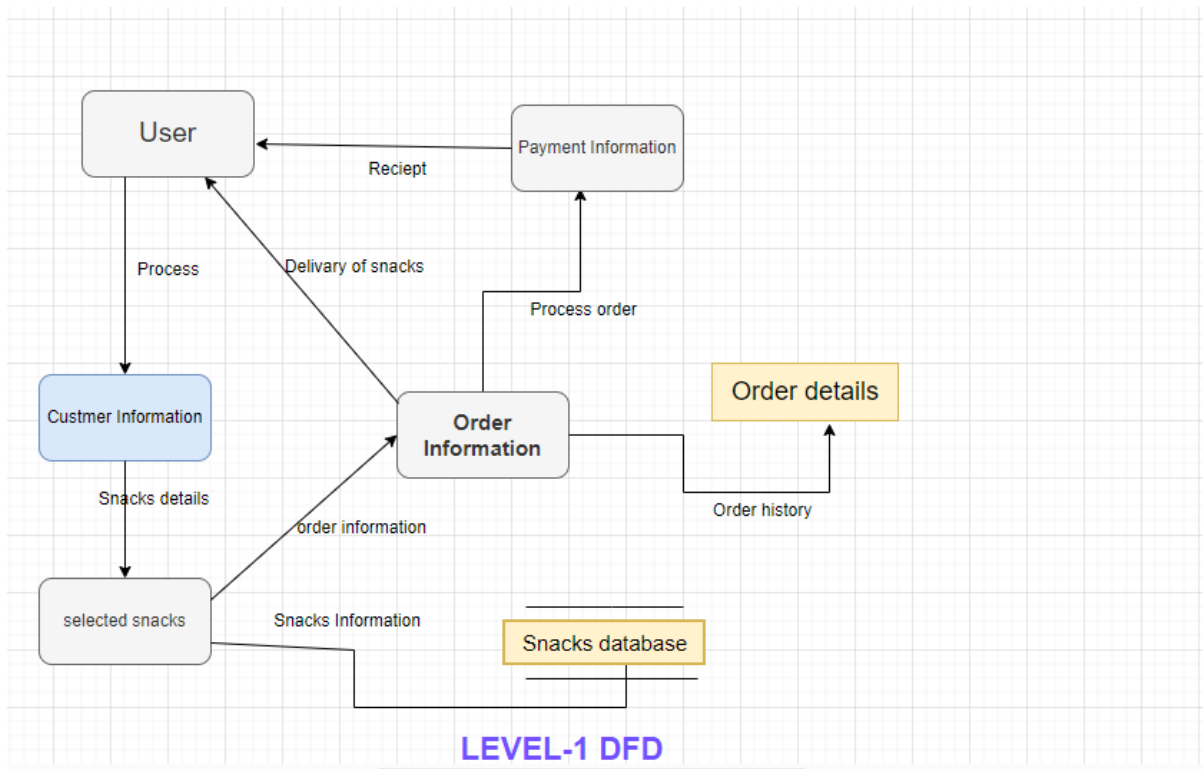 User
Payment Information
Reciept
Process
Delivary of snacks
Process order
Order details
Custmer Information
Order
Information
Snacks details
Order history
order information
selected snacks
Snacks Information
Snacks database
LEVEL-1 DFD